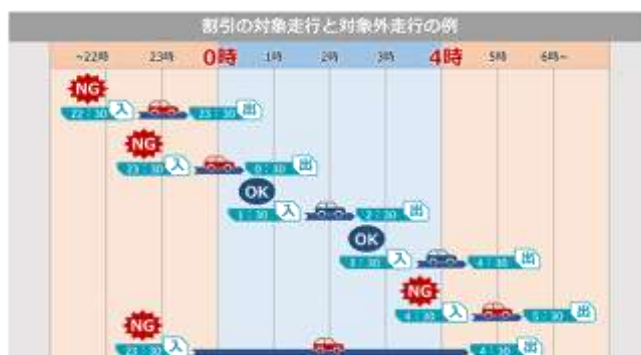 割引の対象走行と対象外走行の例
~22時 23時 0時 1時 2時 3時 4時 5時 6時~
NG
22:30 入 23:30 出
NG
23:30 入 0:30 出
OK
1:30 入 2:30 出
OK
3:30 入 4:30 出
NG
4:30 入 5:30 出
NG
23:30 入 4:30 出